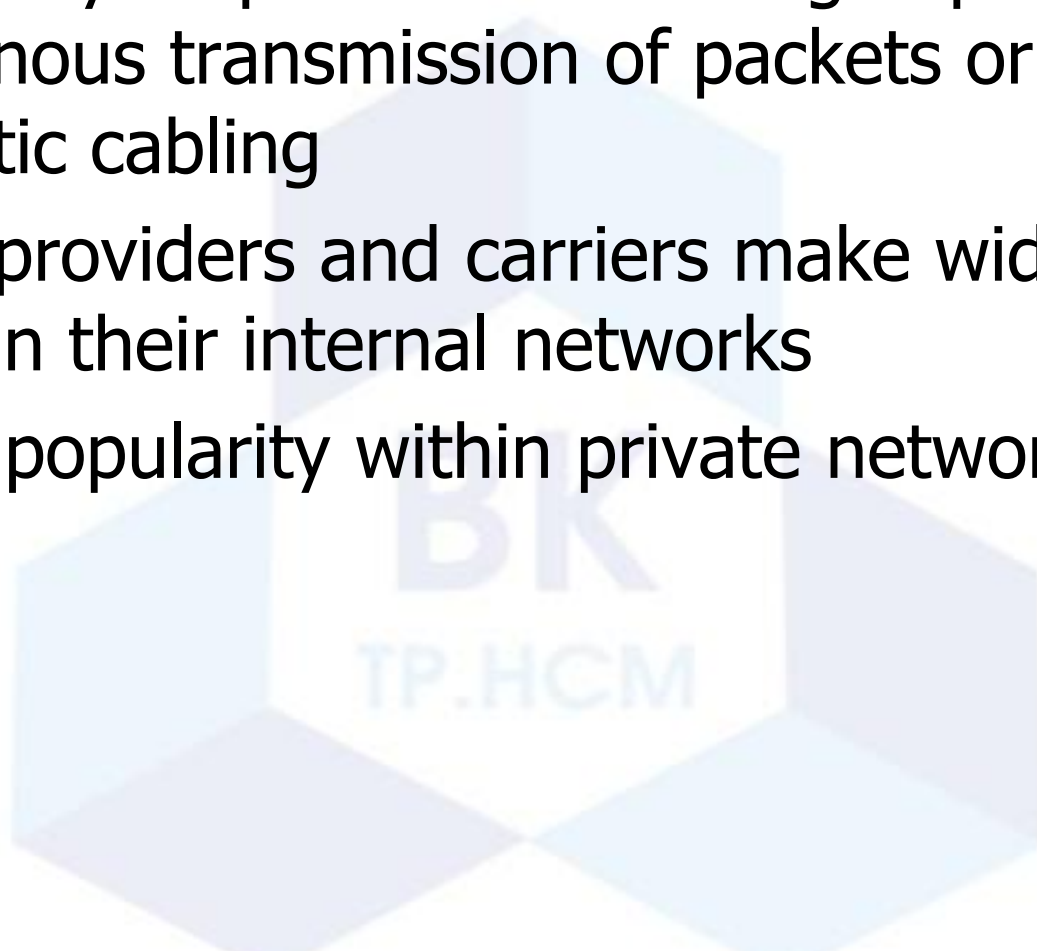 nous transmission of packets or
tic cabling
providers and carriers make wid
n their internal networks
popularity within private networ
BK
TP.HCM